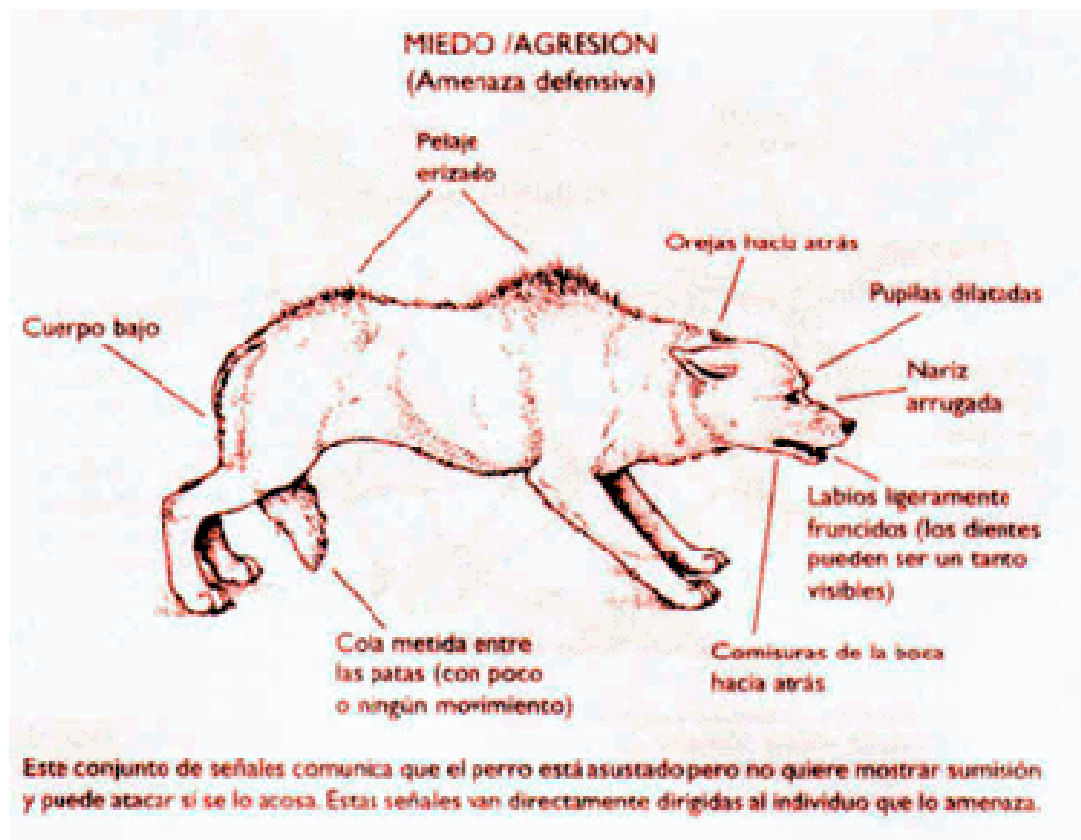 MIEDO /AGRESIÓN
(Amenaza defensiva)
Pelaje
erizado
Orejas hacia atrás
Pupilas dilatadas
Cuerpo bajo
Nariz
arrugada
Labios ligeramente
fruncidos (los dientes
pueden ser un tanto
visibles)
Cola metida entre
las patas (con poco
o ningún movimiento)
Comisuras de la boca
hacia atrás
Este conjunto de señales comunica que el perro está asustado pero no quiere mostrar sumisión
y puede atacar si se lo acosa. Estas señales van directamente dirigidas al individuo que lo amenaza.